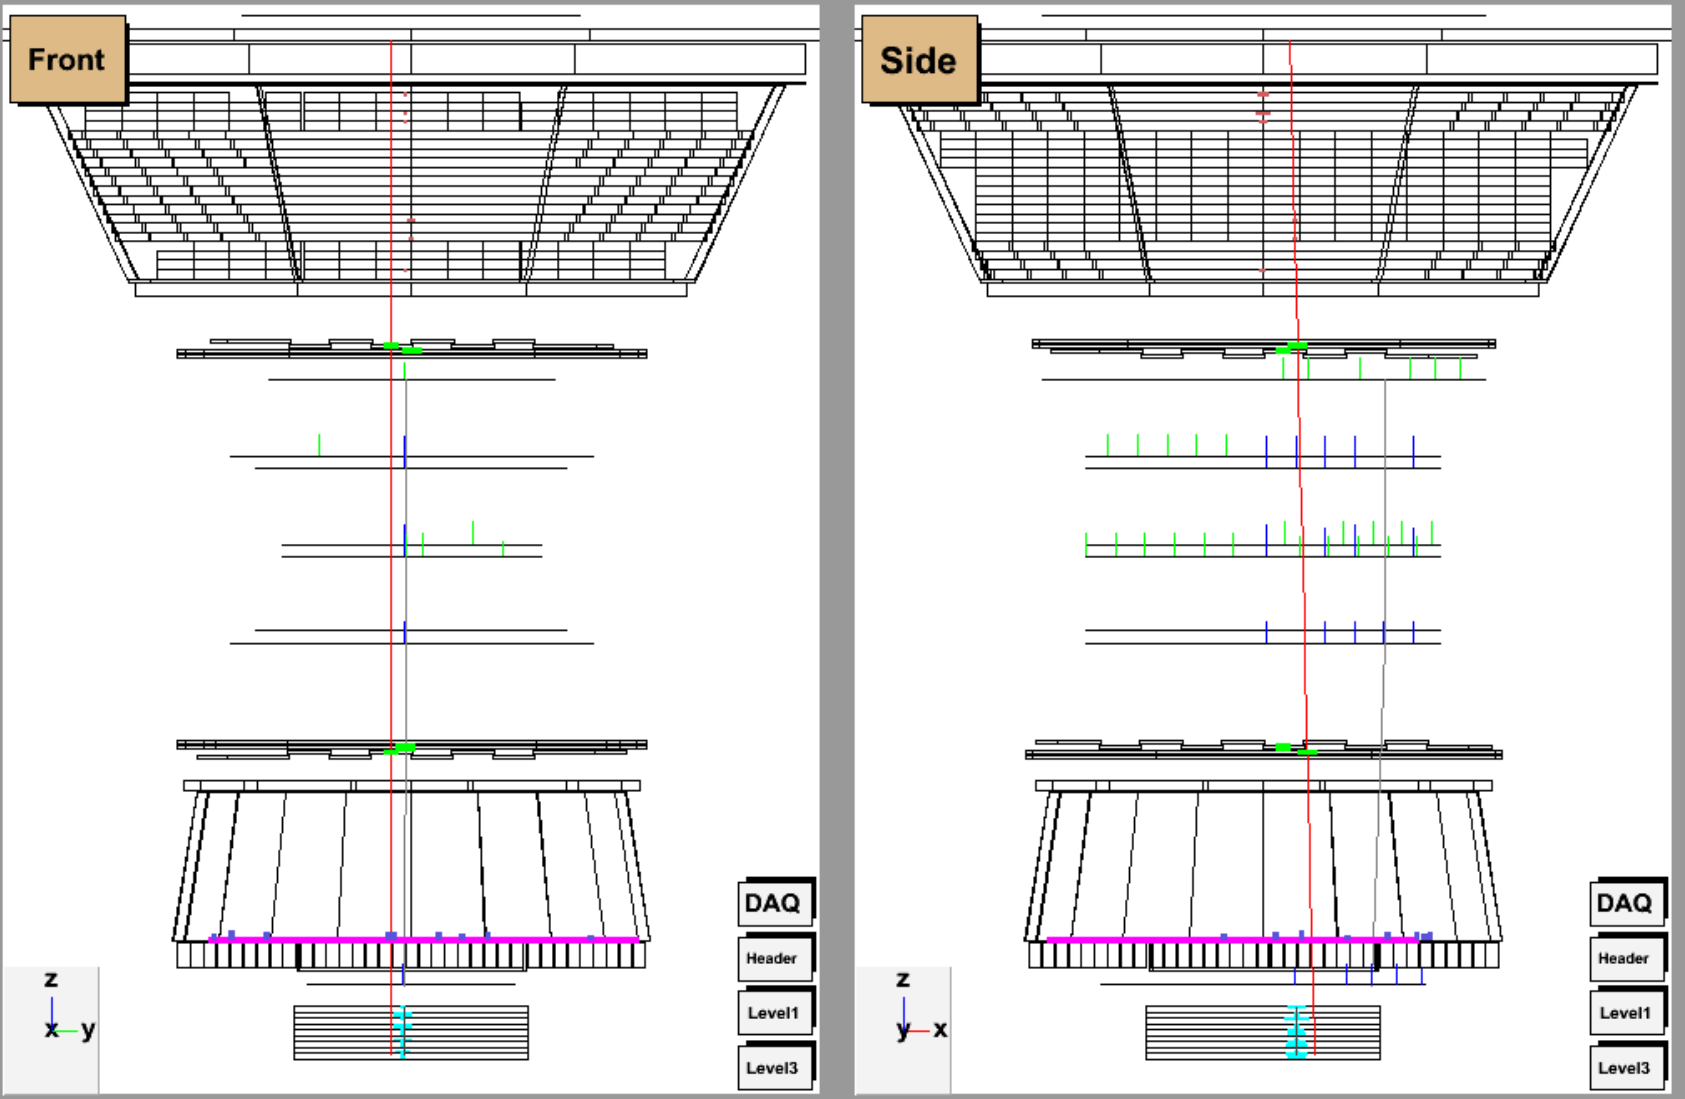 Front
DAQ
Header
Level1
Level3
z
x y
Side
DAQ
Header
Level1
Level3
z
y x